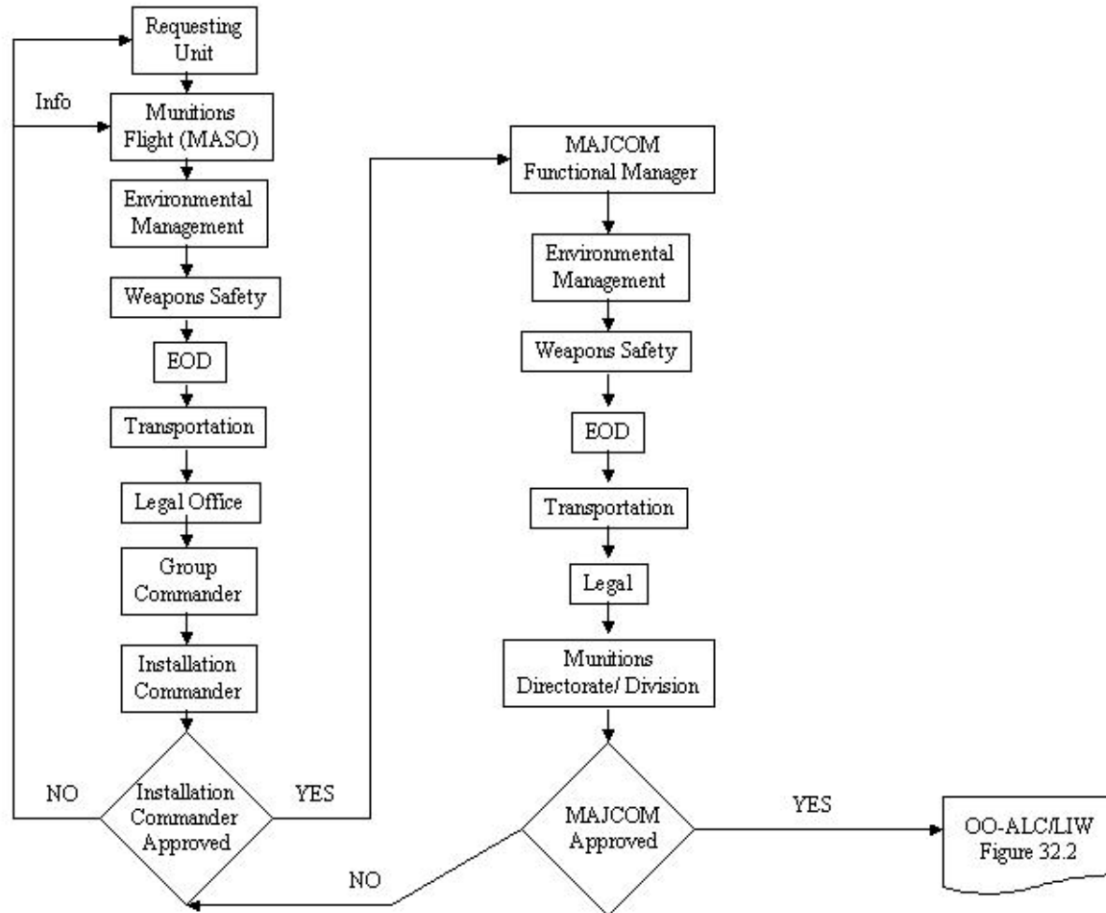 Requesting
Unit
Info
Munitions
Flight (MASO)
Environmental
Management
Weapons Safety
EOD
Transportation
Legal Office
Group
Commander
Installation
Commander
NO
Installation
Commander
Approved
YES
MAJCOM
Functional Manager
Environmental
Management
Weapons Safety
EOD
Transportation
Legal
Munitions
Directorate/ Division
MAJCOM
Approved
NO
YES
OO-ALC/LIW
Figure 32.2